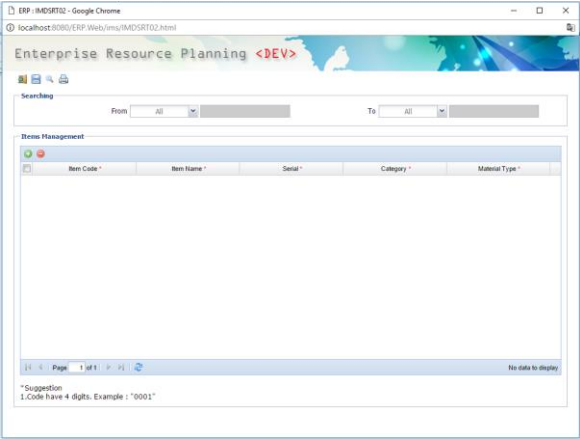 ERP : IMDSRT02 - Google Chrome
localhost:8080/ERP.Web/ims/IMDSRT02.html
Enterprise Resource Planning <DEV>
Searching
From All To All
Items Management
Item Code * Item Name * Serial * Category * Material Type *
Page 1 of 1 No data to display
*Suggestion
1.Code have 4 digits. Example : "0001"